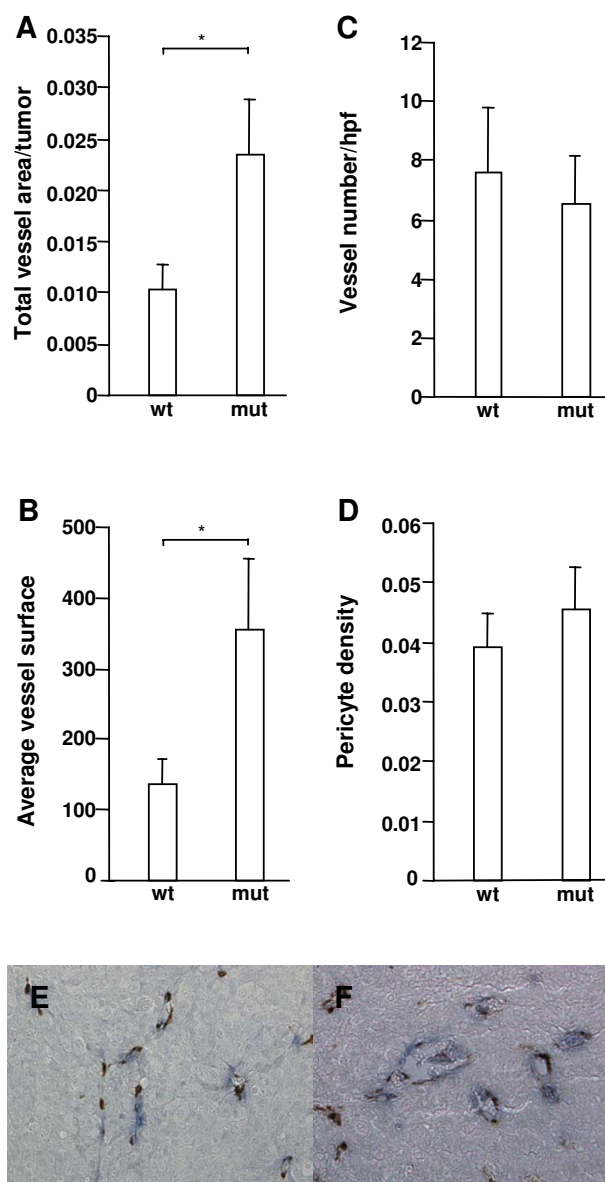 A
Total vessel area/tumor
0.035
0.030
0.025
0.020
0.015
0.010
0.005
0
*
wt mut
C
Vessel number/hpf
12
10
8
6
4
2
0
wt mut
B
Average vessel surface
500
400
300
200
100
0
*
wt mut
D
Pericyte density
0.06
0.05
0.04
0.03
0.02
0.01
0
wt mut
E
F